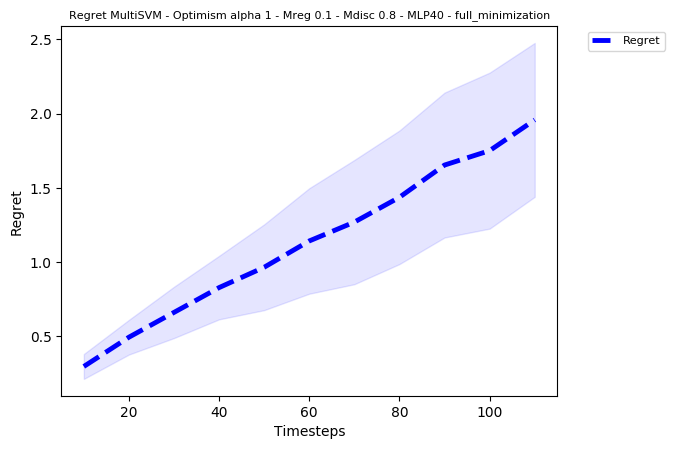 Regret MultiSVM - Optimism alpha 1 - Mreg 0.1 - Mdisc 0.8 - MLP40 - full_minimization
Regret
2.5
2.0
1.5
1.0
0.5
Regret
20 40 60 80 100
Timesteps